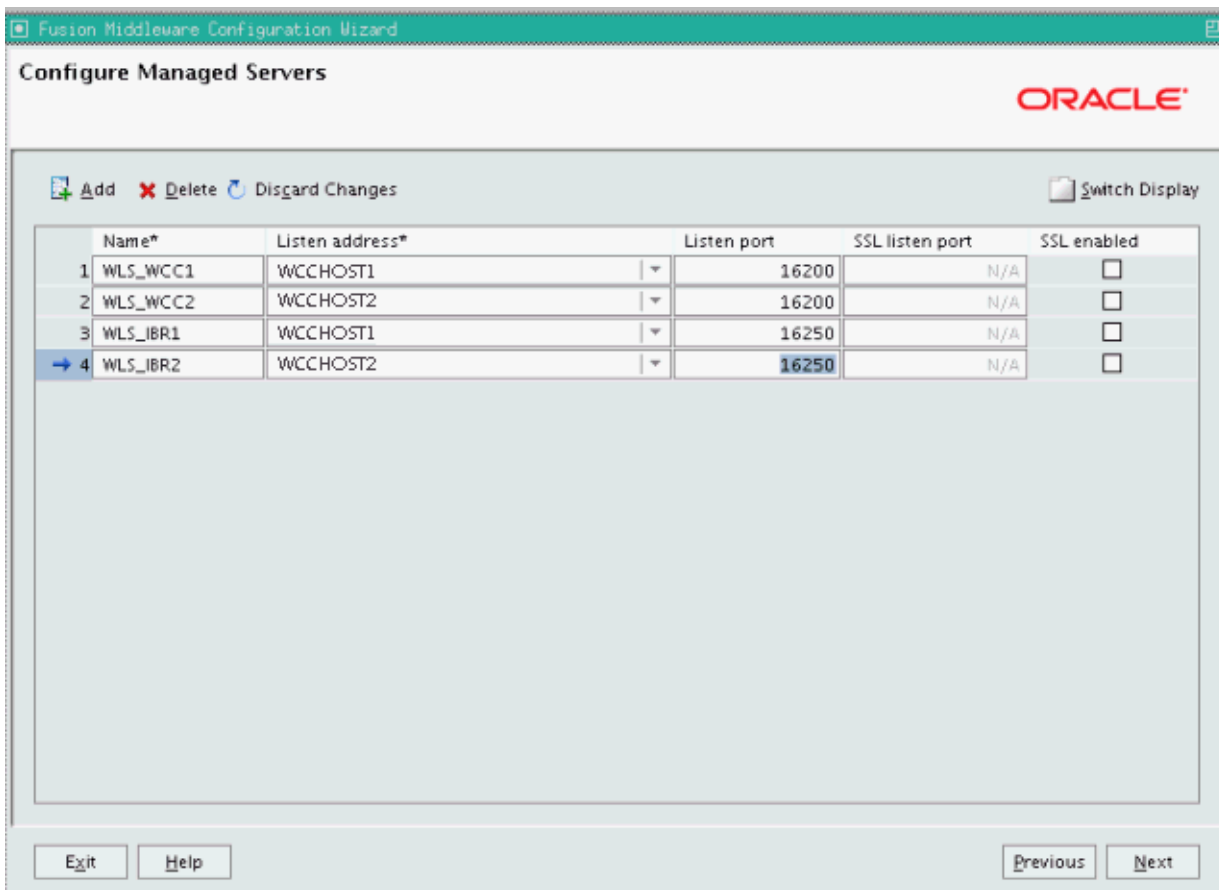 Fusion Middleware Configuration Wizard
Configure Managed Servers
ORACLE
Add Delete Discard Changes Switch Display
Name* Listen address* Listen port SSL listen port SSL enabled
1 WLS_WCC1 WCCHOST1 16200 N/A
2 WLS_WCC2 WCCHOST2 16200 N/A
3 WLS_IBR1 WCCHOST1 16250 N/A
4 WLS_IBR2 WCCHOST2 16250 N/A
Exit Help Previous Next